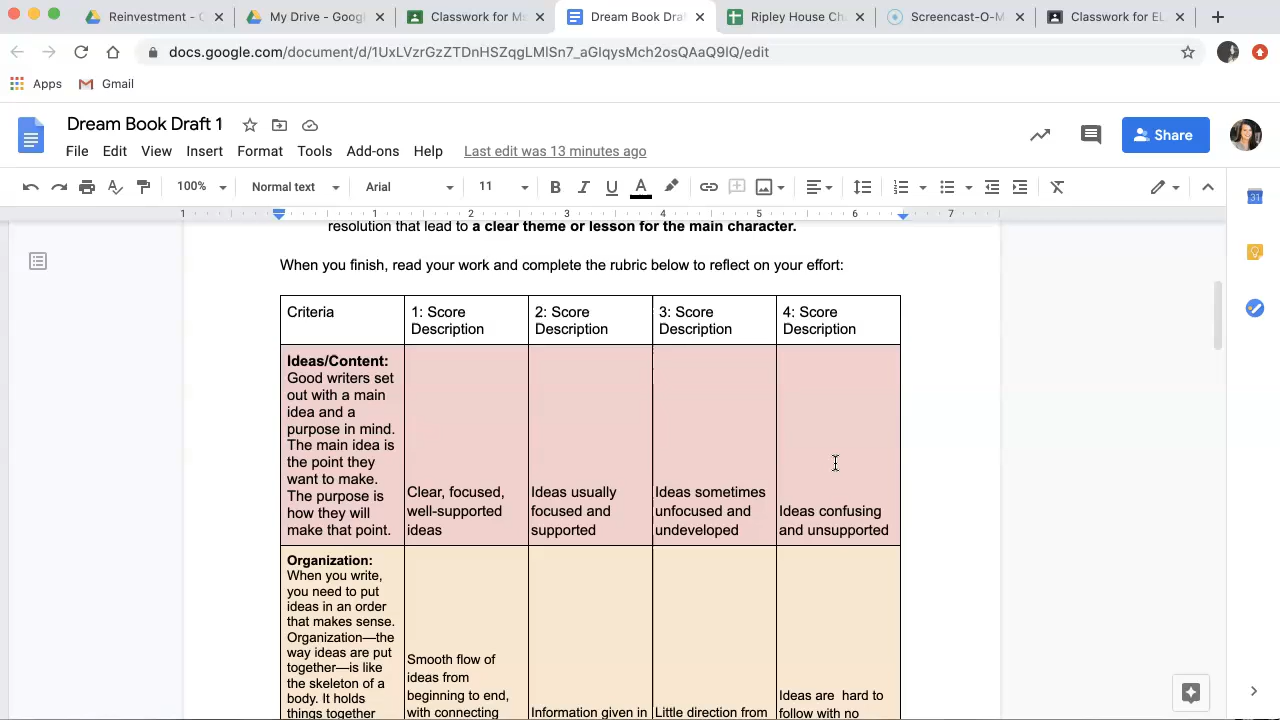 Reinvestment - C
My Drive - Goog
Classwork for M
Dream Book Dra
Ripley House Ch
Screencast-O-
Classwork for EL
docs.google.com/document/d/1UxLVzrGzZTDnHSZqgLMlSn7_aGlqysMch2osQAaQ9lQ/edit
Apps
Gmail
Dream Book Draft 1
File Edit View Insert Format Tools Add-ons Help Last edit was 13 minutes ago
Share
100% Normal text Arial 11 B I U A
31
1 1 2 3 4 5 6 7
resolution that lead to a clear theme or lesson for the main character.
When you finish, read your work and complete the rubric below to reflect on your effort:
Criteria
1: Score
Description
2: Score
Description
3: Score
Description
4: Score
Description
Ideas/Content:
Good writers set
out with a main
idea and a
purpose in mind.
The main idea is
the point they
want to make.
The purpose is
how they will
make that point.
Clear, focused,
well-supported
ideas
Ideas usually
focused and
supported
Ideas sometimes
unfocused and
undeveloped
Ideas confusing
and unsupported
Organization:
When you write,
you need to put
ideas in an order
that makes sense.
Organization—the
way ideas are put
together—is like
the skeleton of a
body. It holds
things together
Smooth flow of
ideas from
beginning to end,
with connecting
Information given in
Little direction from
Ideas are hard to
follow with no